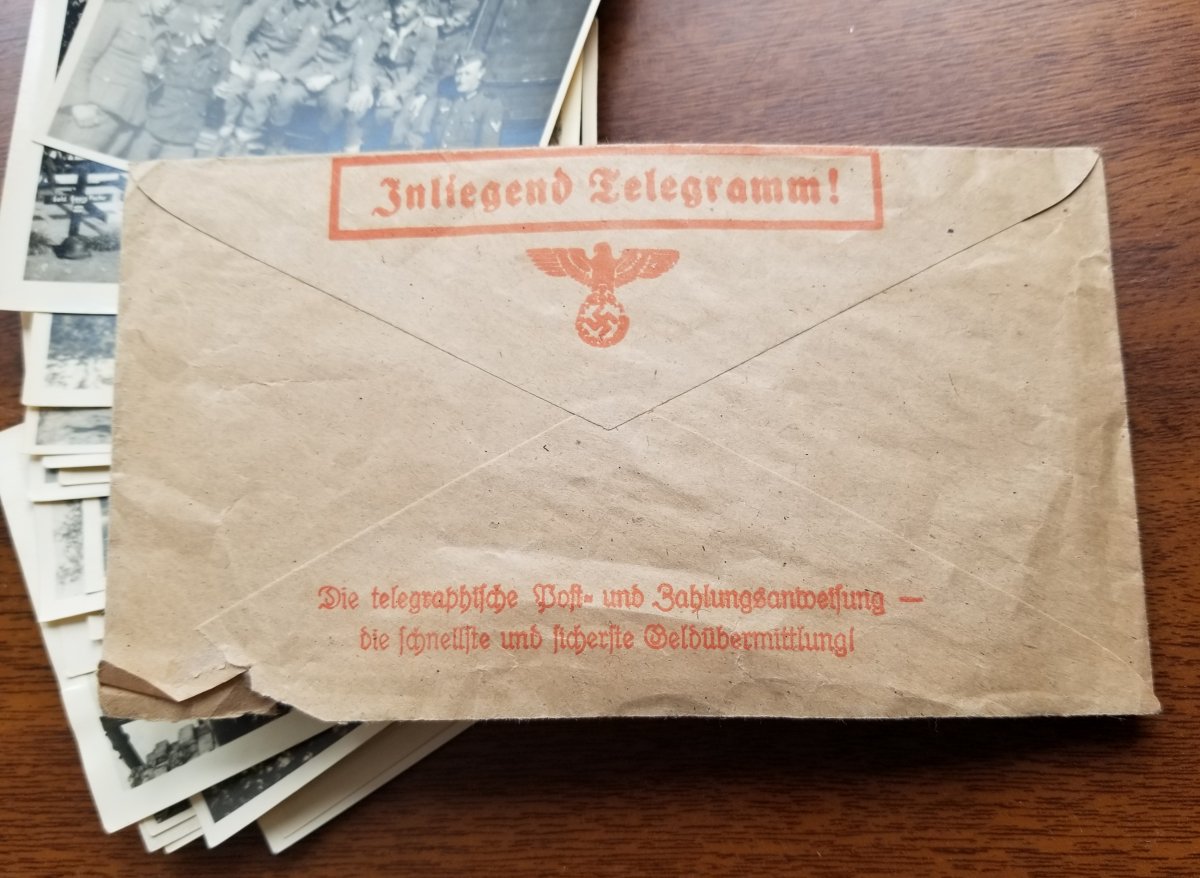 Inliegend Telegramm!
Die telegraphische Post- und Zahlungsanweisung —
die schnellste und sicherste Geldübermittlung!